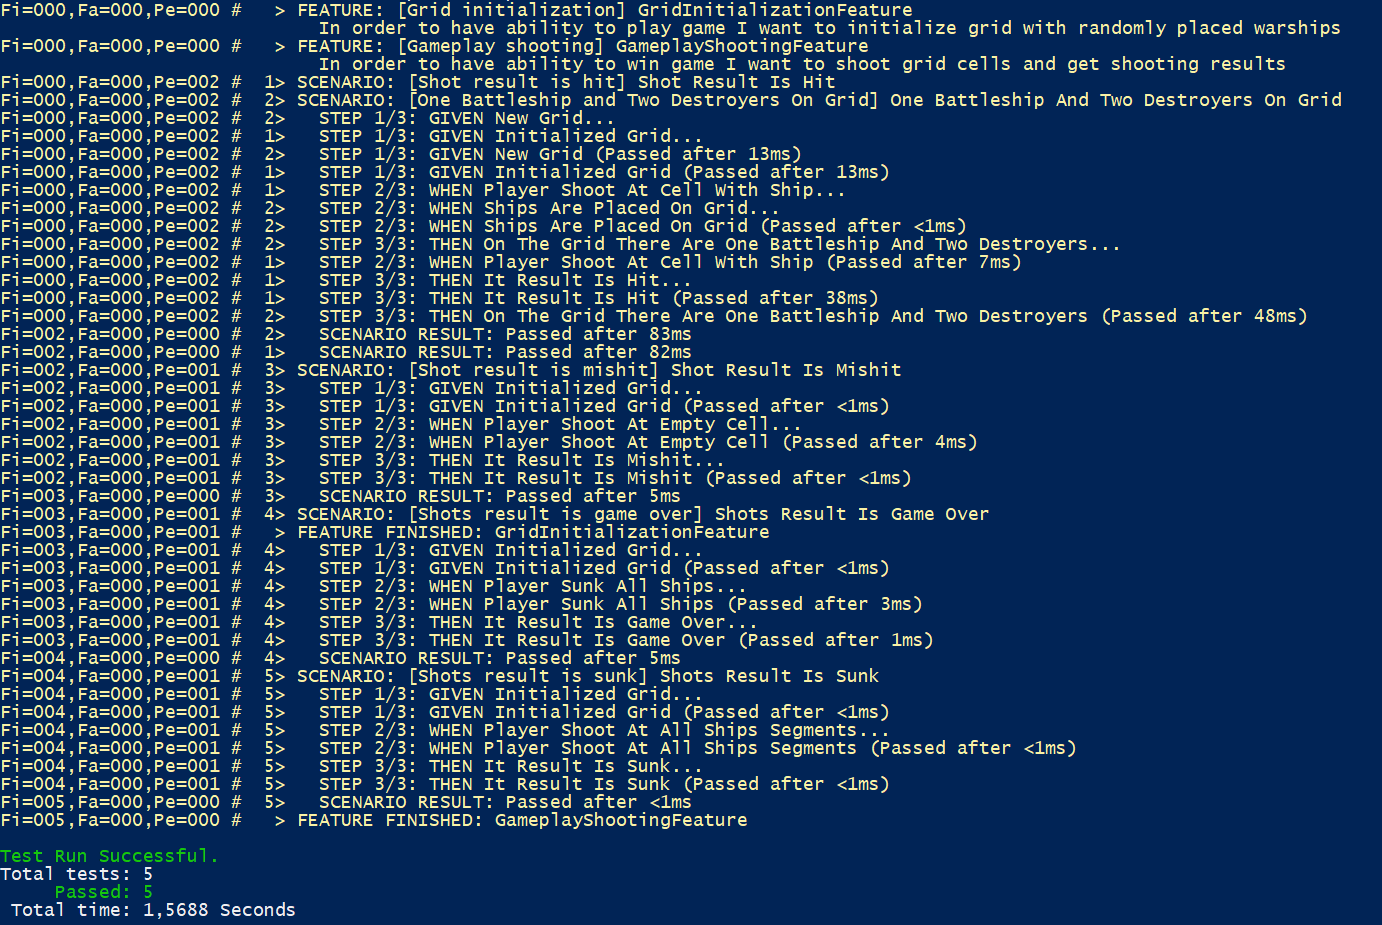 Fi=000,Fa=000,Pe=000 #   > FEATURE: [Grid initialization] GridInitializationFeature
                             In order to have ability to play game I want to initialize grid with randomly placed warships
Fi=000,Fa=000,Pe=000 #   > FEATURE: [Gameplay shooting] GameplayShootingFeature
                             In order to have ability to win game I want to shoot grid cells and get shooting results
Fi=000,Fa=000,Pe=002 #  1> SCENARIO: [Shot result is hit] Shot Result Is Hit
Fi=000,Fa=000,Pe=002 #  2> SCENARIO: [One Battleship and Two Destroyers On Grid] One Battleship And Two Destroyers On Grid
Fi=000,Fa=000,Pe=002 #  2>   STEP 1/3: GIVEN New Grid...
Fi=000,Fa=000,Pe=002 #  1>   STEP 1/3: GIVEN Initialized Grid...
Fi=000,Fa=000,Pe=002 #  2>   STEP 1/3: GIVEN New Grid (Passed after 13ms)
Fi=000,Fa=000,Pe=002 #  1>   STEP 1/3: GIVEN Initialized Grid (Passed after 13ms)
Fi=000,Fa=000,Pe=002 #  1>   STEP 2/3: WHEN Player Shoot At Cell With Ship...
Fi=000,Fa=000,Pe=002 #  2>   STEP 2/3: WHEN Ships Are Placed On Grid...
Fi=000,Fa=000,Pe=002 #  2>   STEP 2/3: WHEN Ships Are Placed On Grid (Passed after <1ms)
Fi=000,Fa=000,Pe=002 #  2>   STEP 3/3: THEN On The Grid There Are One Battleship And Two Destroyers...
Fi=000,Fa=000,Pe=002 #  1>   STEP 2/3: WHEN Player Shoot At Cell With Ship (Passed after 7ms)
Fi=000,Fa=000,Pe=002 #  1>   STEP 3/3: THEN It Result Is Hit...
Fi=000,Fa=000,Pe=002 #  1>   STEP 3/3: THEN It Result Is Hit (Passed after 38ms)
Fi=000,Fa=000,Pe=002 #  2>   STEP 3/3: THEN On The Grid There Are One Battleship And Two Destroyers (Passed after 48ms)
Fi=002,Fa=000,Pe=000 #  2>   SCENARIO RESULT: Passed after 83ms
Fi=002,Fa=000,Pe=000 #  1>   SCENARIO RESULT: Passed after 82ms
Fi=002,Fa=000,Pe=001 #  3> SCENARIO: [Shot result is mishit] Shot Result Is Mishit
Fi=002,Fa=000,Pe=001 #  3>   STEP 1/3: GIVEN Initialized Grid...
Fi=002,Fa=000,Pe=001 #  3>   STEP 1/3: GIVEN Initialized Grid (Passed after <1ms)
Fi=002,Fa=000,Pe=001 #  3>   STEP 2/3: WHEN Player Shoot At Empty Cell...
Fi=002,Fa=000,Pe=001 #  3>   STEP 2/3: WHEN Player Shoot At Empty Cell (Passed after 4ms)
Fi=002,Fa=000,Pe=001 #  3>   STEP 3/3: THEN It Result Is Mishit...
Fi=002,Fa=000,Pe=001 #  3>   STEP 3/3: THEN It Result Is Mishit (Passed after <1ms)
Fi=003,Fa=000,Pe=000 #  3>   SCENARIO RESULT: Passed after 5ms
Fi=003,Fa=000,Pe=001 #  4> SCENARIO: [Shots result is game over] Shots Result Is Game Over
Fi=003,Fa=000,Pe=001 #   > FEATURE FINISHED: GridInitializationFeature
Fi=003,Fa=000,Pe=001 #  4>   STEP 1/3: GIVEN Initialized Grid...
Fi=003,Fa=000,Pe=001 #  4>   STEP 1/3: GIVEN Initialized Grid (Passed after <1ms)
Fi=003,Fa=000,Pe=001 #  4>   STEP 2/3: WHEN Player Sunk All Ships...
Fi=003,Fa=000,Pe=001 #  4>   STEP 2/3: WHEN Player Sunk All Ships (Passed after 3ms)
Fi=003,Fa=000,Pe=001 #  4>   STEP 3/3: THEN It Result Is Game Over...
Fi=003,Fa=000,Pe=001 #  4>   STEP 3/3: THEN It Result Is Game Over (Passed after 1ms)
Fi=004,Fa=000,Pe=000 #  4>   SCENARIO RESULT: Passed after 5ms
Fi=004,Fa=000,Pe=001 #  5> SCENARIO: [Shots result is sunk] Shots Result Is Sunk
Fi=004,Fa=000,Pe=001 #  5>   STEP 1/3: GIVEN Initialized Grid...
Fi=004,Fa=000,Pe=001 #  5>   STEP 1/3: GIVEN Initialized Grid (Passed after <1ms)
Fi=004,Fa=000,Pe=001 #  5>   STEP 2/3: WHEN Player Shoot At All Ships Segments...
Fi=004,Fa=000,Pe=001 #  5>   STEP 2/3: WHEN Player Shoot At All Ships Segments (Passed after <1ms)
Fi=004,Fa=000,Pe=001 #  5>   STEP 3/3: THEN It Result Is Sunk...
Fi=004,Fa=000,Pe=001 #  5>   STEP 3/3: THEN It Result Is Sunk (Passed after <1ms)
Fi=005,Fa=000,Pe=000 #  5>   SCENARIO RESULT: Passed after <1ms
Fi=005,Fa=000,Pe=000 #   > FEATURE FINISHED: GameplayShootingFeature

Test Run Successful.
Total tests: 5
     Passed: 5
 Total time: 1,5688 Seconds